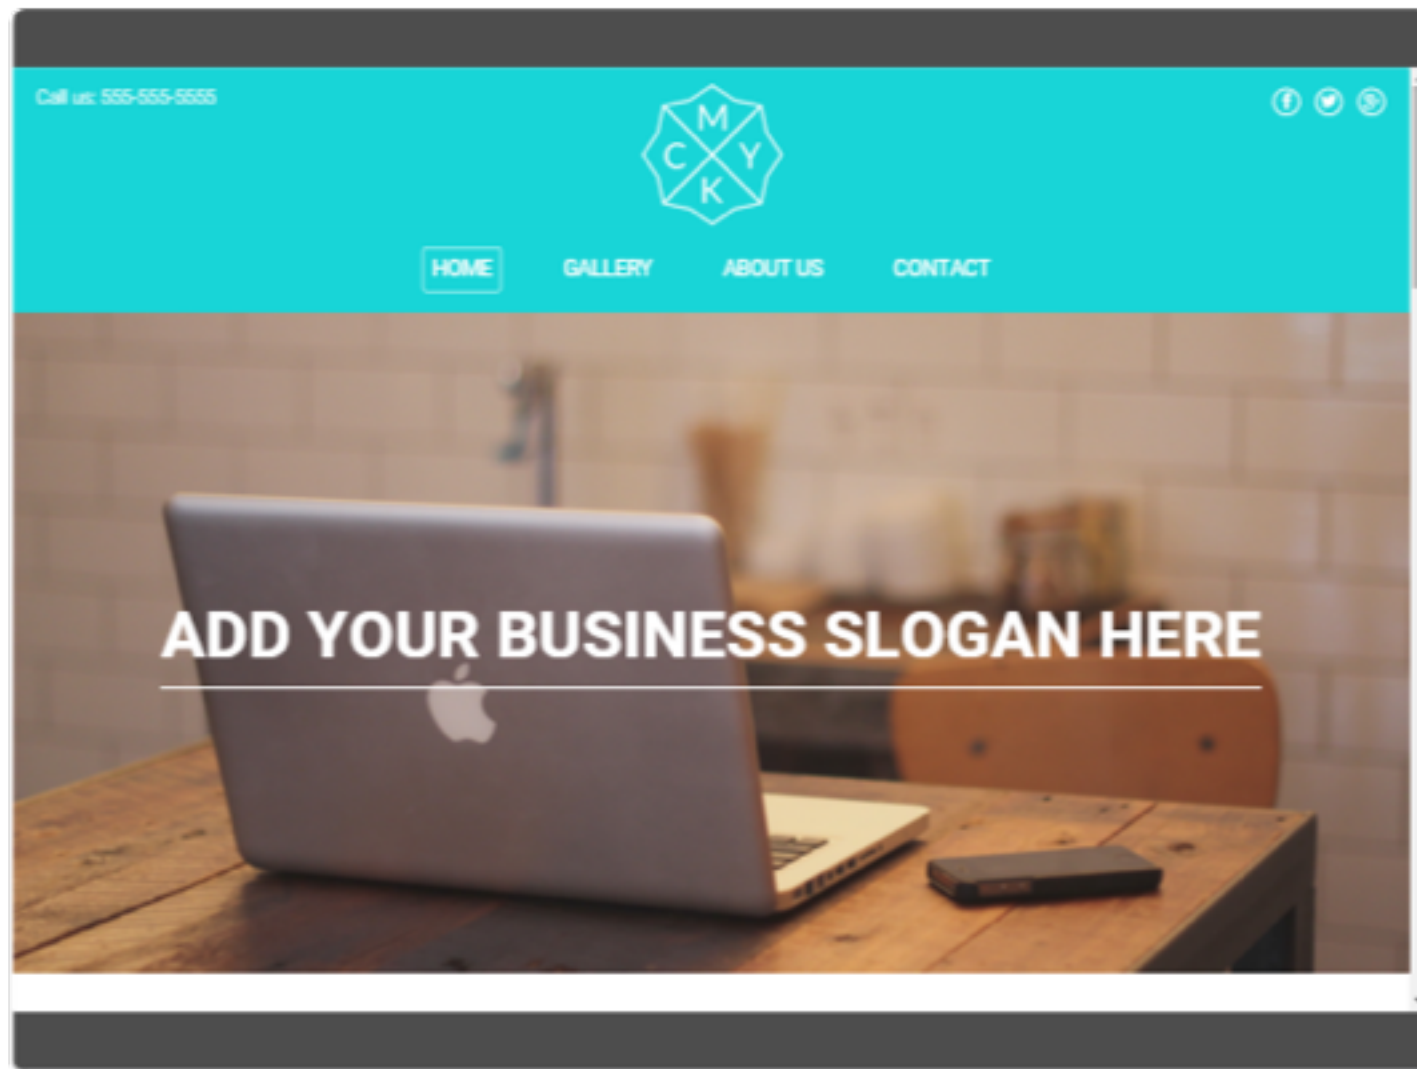 Call us: 555-555-5555
M
C Y
K
HOME GALLERY ABOUT US CONTACT
ADD YOUR BUSINESS SLOGAN HERE